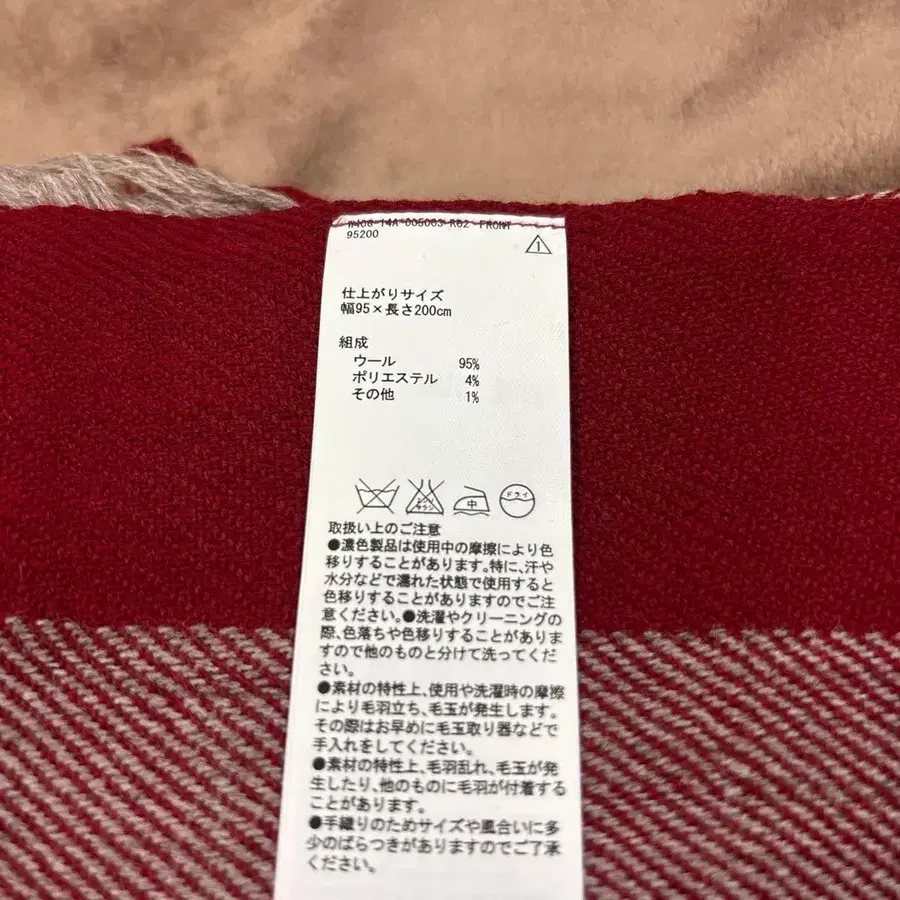 W406-14A 005003-R02 FRONT
95200
仕上がりサイズ
幅95×長さ200cm
組成
ウール 95%
ポリエステル 4%
その他 1%
エンソ サラシ 中 ドライ
取扱い上のご注意
●濃色製品は使用中の摩擦により色
移りすることがあります。特に、汗や
水分などで濡れた状態で使用すると
色移りすることがありますのでご注
意ください。●洗濯やクリーニングの
際、色落ちや色移りすることがありま
すので他のものと分けて洗ってくだ
さい。
●素材の特性上、使用や洗濯時の摩擦
により毛羽立ち、毛玉が発生します。
その際はお早めに毛玉取り器などで
手入れをしてください。
●素材の特性上、毛羽乱れ、毛玉が発
生したり、他のものに毛羽が付着する
ことがあります。
●手織りのためサイズや風合いに多
少のばらつきがありますのでご了承
ください。